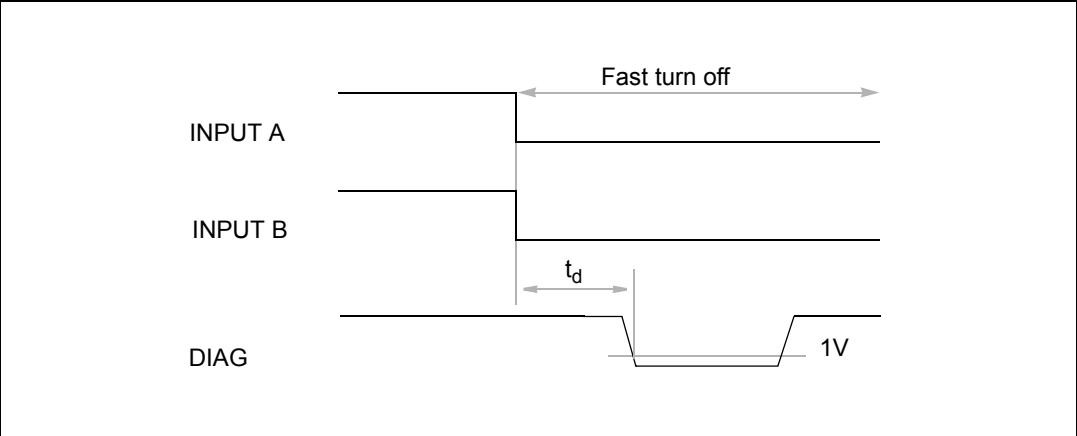 Fast turn off
INPUT A
INPUT B
td
1V
DIAG